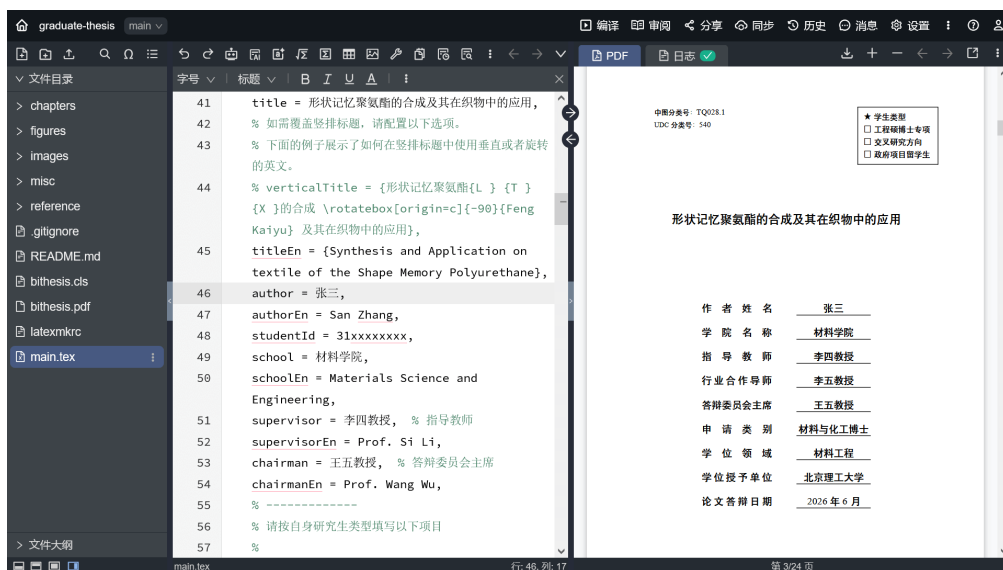 graduate-thesis main
编译 审阅 分享 同步 历史 消息 设置
PDF 日志
文件目录
字号 标题 B I U A
chapters
figures
images
misc
reference
.gitignore
README.md
bithesis.cls
bithesis.pdf
latexmkrc
main.tex
文件大纲
41 title = 形状记忆聚氨酯的合成及其在织物中的应用,
42 % 如需覆盖竖排标题，请配置以下选项。
43 % 下面的例子展示了如何在竖排标题中使用垂直或者旋转
的英文。
44 % verticalTitle = {形状记忆聚氨酯{L } {T }
{X }的合成 \rotatebox[origin=c]{-90}{Feng
Kaiyu} 及其在织物中的应用},
45 titleEn = {Synthesis and Application on
textile of the Shape Memory Polyurethane},
46 author = 张三,
47 authorEn = San Zhang,
48 studentId = 31xxxxxxxx,
49 school = 材料学院,
50 schoolEn = Materials Science and
Engineering,
51 supervisor = 李四教授, % 指导教师
52 supervisorEn = Prof. Si Li,
53 chairman = 王五教授, % 答辩委员会主席
54 chairmanEn = Prof. Wang Wu,
55 % -------------
56 % 请按自身研究生类型填写以下项目
57 %
main.tex 行: 46, 列: 17
中图分类号: TQ028.1
UDC 分类号: 540
★ 学生类型
□ 工程硕博士专项
□ 交叉研究方向
□ 政府项目留学生
形状记忆聚氨酯的合成及其在织物中的应用
作者姓名 张三
学院名称 材料学院
指导教师 李四教授
行业合作导师 李五教授
答辩委员会主席 王五教授
申请类别 材料与化工博士
学位领域 材料工程
学位授予单位 北京理工大学
论文答辩日期 2026 年 6 月
第 3/24 页